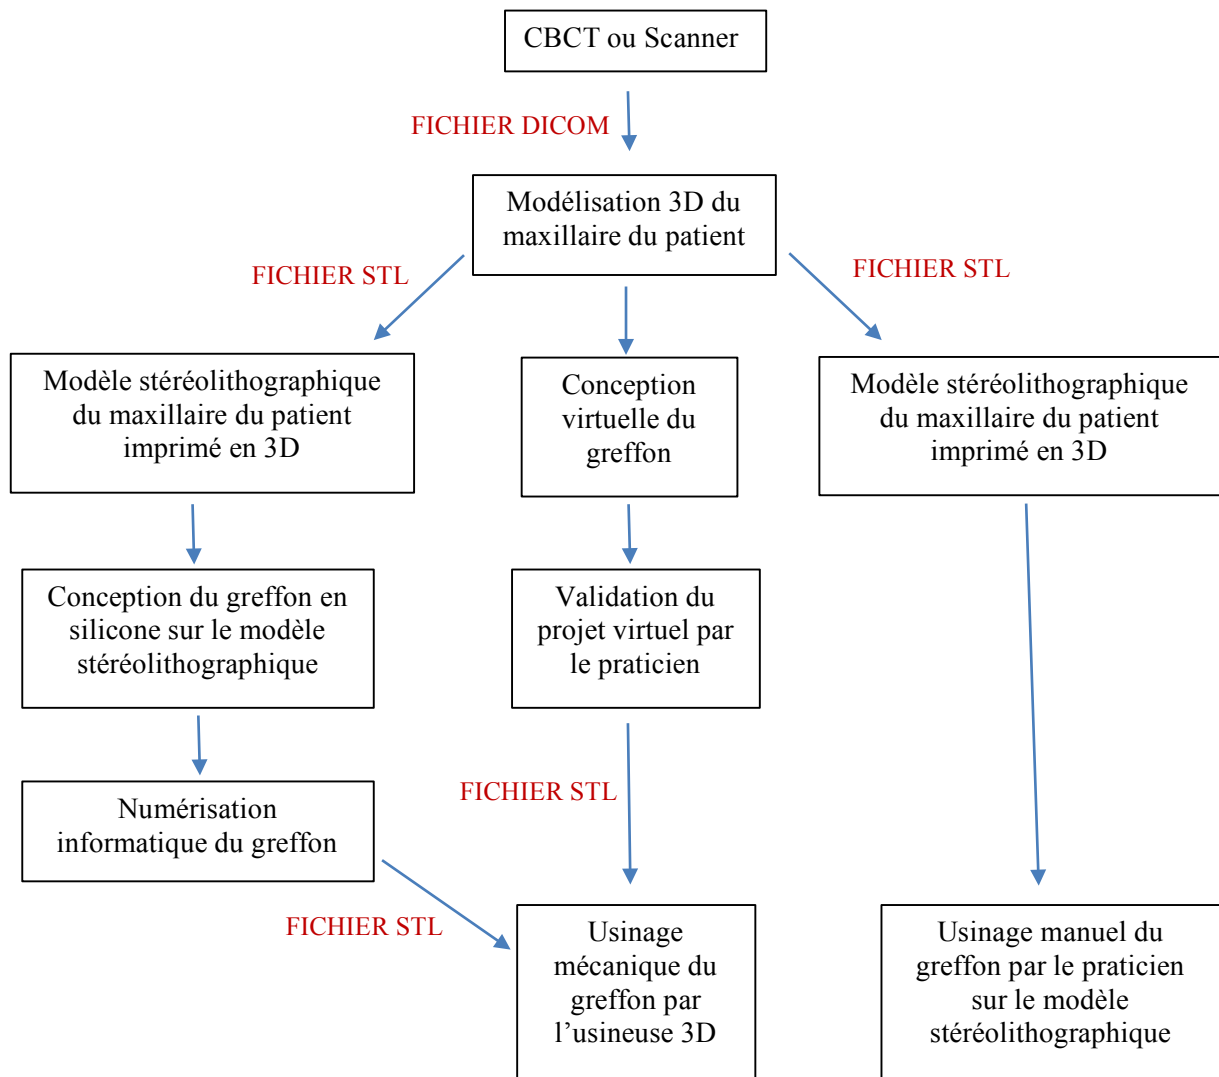 CBCT ou Scanner
FICHIER DICOM
Modélisation 3D du
maxillaire du patient
FICHIER STL
FICHIER STL
Modèle stéréolithographique
du maxillaire du patient
imprimé en 3D
Conception
virtuelle du
greffon
Modèle stéréolithographique
du maxillaire du patient
imprimé en 3D
Conception du greffon en
silicone sur le modèle
stéréolithographique
Validation du
projet virtuel par
le praticien
Numérisation
informatique du greffon
FICHIER STL
FICHIER STL
Usinage
mécanique du
greffon par
l’usineuse 3D
Usinage manuel du
greffon par le praticien
sur le modèle
stéréolithographique